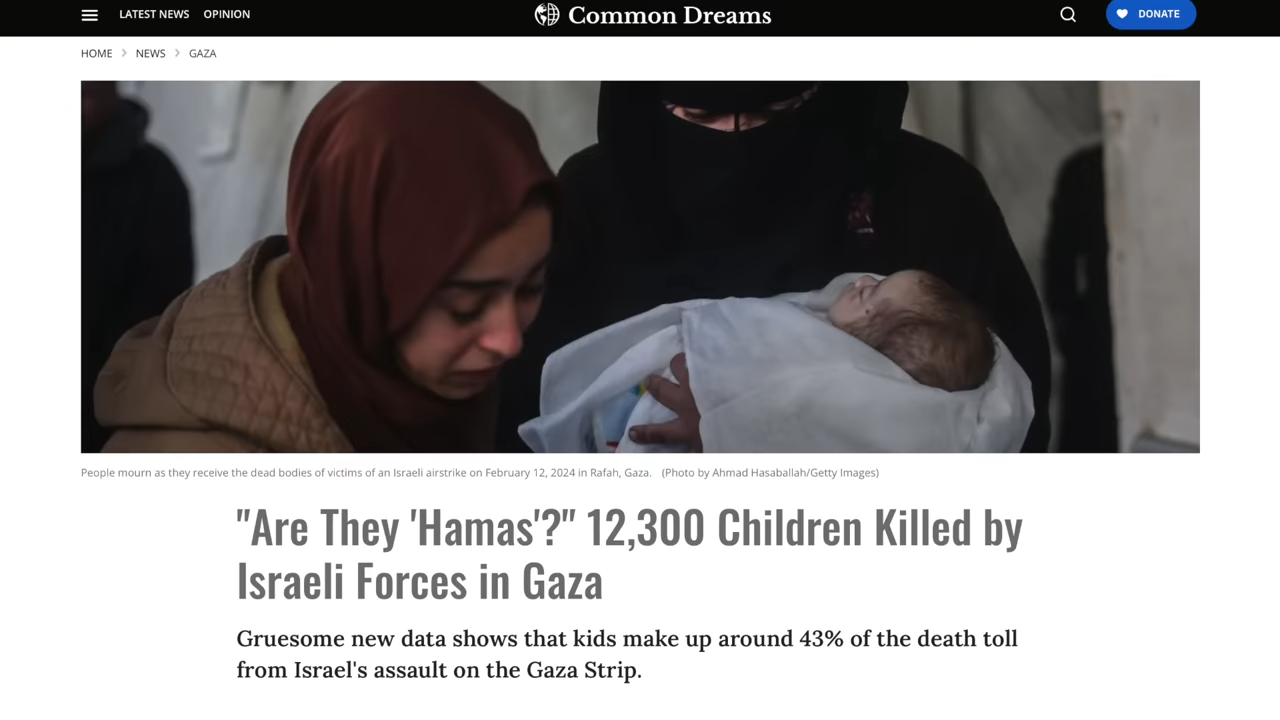 LATEST NEWS OPINION Common Dreams DONATE
HOME NEWS GAZA
People mourn as they receive the dead bodies of victims of an Israeli airstrike on February 12, 2024 in Rafah, Gaza. (Photo by Ahmad Hasaballah/Getty Images)
"Are They 'Hamas'?" 12,300 Children Killed by
Israeli Forces in Gaza
Gruesome new data shows that kids make up around 43% of the death toll
from Israel's assault on the Gaza Strip.